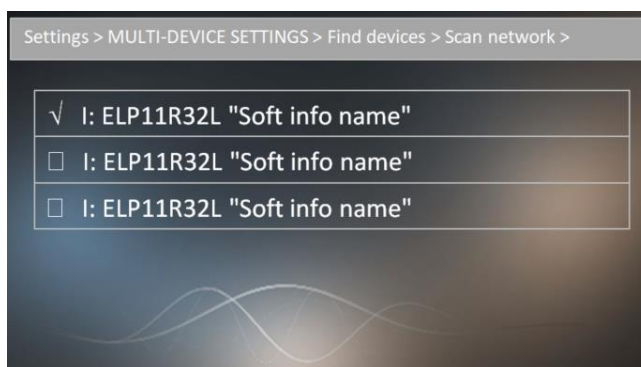 Settings > MULTI-DEVICE SETTINGS > Find devices > Scan network >
√ I: ELP11R32L "Soft info name"
□ I: ELP11R32L "Soft info name"
□ I: ELP11R32L "Soft info name"